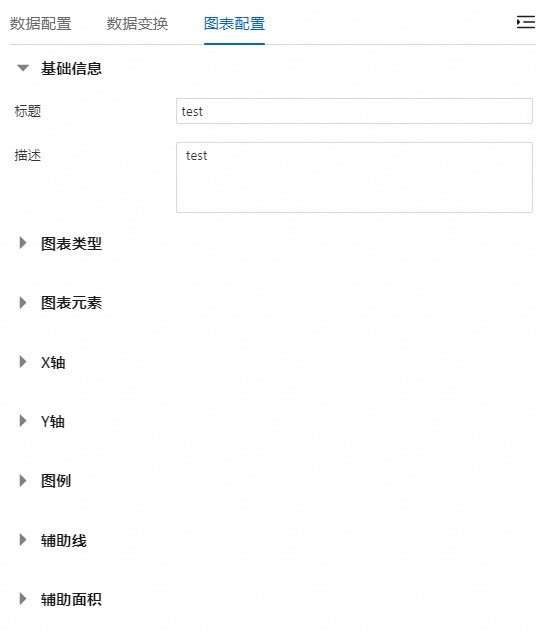 数据配置 数据变换 图表配置
基础信息
标题 test
描述 test
图表类型
图表元素
X轴
Y轴
图例
辅助线
辅助面积